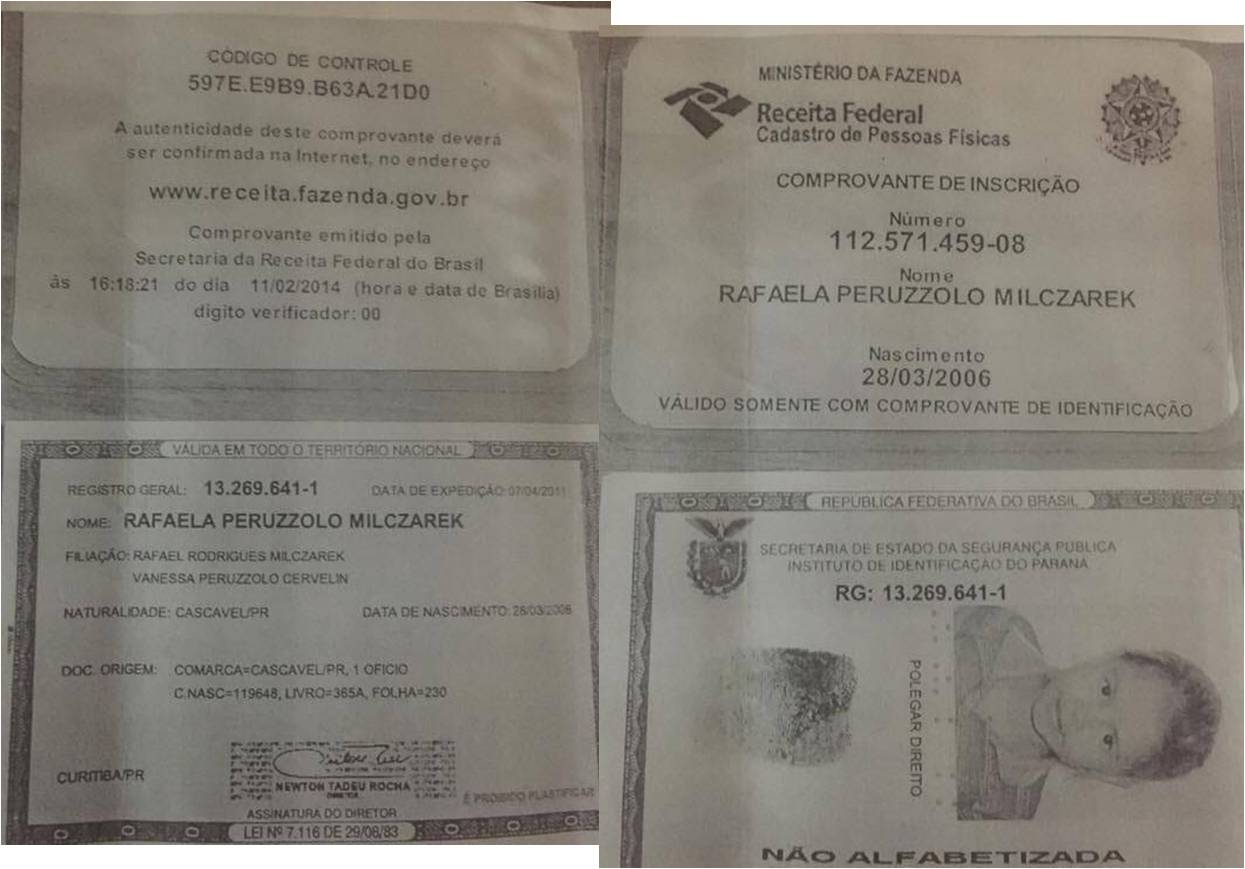 CÓDIGO DE CONTROLE
597E.E9B9.B63A.21D0
A autenticidade deste comprovante deverá
ser confirmada na Internet, no endereço
www.receita.fazenda.gov.br
Comprovante emitido pela
Secretaria da Receita Federal do Brasil
às 16:18:21 do dia 11/02/2014 (hora e data de Brasília)
digito verificador: 00
MINISTÉRIO DA FAZENDA
Receita Federal
Cadastro de Pessoas Físicas
COMPROVANTE DE INSCRIÇÃO
Número
112.571.459-08
Nome
RAFAELA PERUZZOLO MILCZAREK
Nascimento
28/03/2006
VÁLIDO SOMENTE COM COMPROVANTE DE IDENTIFICAÇÃO
VÁLIDA EM TODO O TERRITÓRIO NACIONAL
REGISTRO GERAL: 13.269.641-1 DATA DE EXPEDIÇÃO: 07/04/2011
NOME: RAFAELA PERUZZOLO MILCZAREK
FILIAÇÃO: RAFAEL RODRIGUES MILCZAREK
VANESSA PERUZZOLO CERVELIN
NATURALIDADE: CASCAVEL/PR DATA DE NASCIMENTO: 28/03/2006
DOC. ORIGEM: COMARCA=CASCAVEL/PR, 1 OFICIO
C.NASC=119648, LIVRO=365A, FOLHA=230
CURITIBA/PR
NEWTON TADEU ROCHA
DIRETOR
É PROIBIDO PLASTIFICAR
ASSINATURA DO DIRETOR
LEI Nº 7.116 DE 29/08/83
REPÚBLICA FEDERATIVA DO BRASIL
SECRETARIA DE ESTADO DA SEGURANÇA PÚBLICA
INSTITUTO DE IDENTIFICAÇÃO DO PARANÁ
RG: 13.269.641-1
POLEGAR DIREITO
NÃO ALFABETIZADA